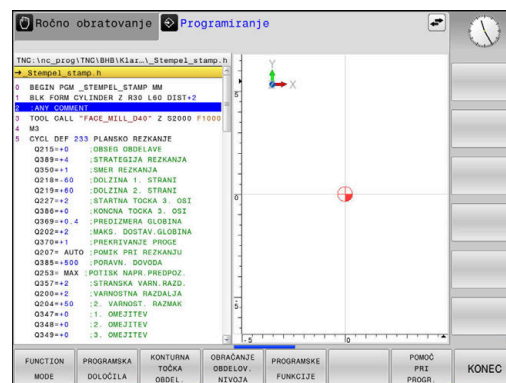 Ročno obratovanje
Programiranje
TNC:\nc_prog\TNC\BHB\Klar…\_Stempel_stamp.h
→_Stempel_stamp.h
0 BEGIN PGM _STEMPEL_STAMP MM
1 BLK FORM CYLINDER Z R30 L60 DIST+2
2 ;ANY COMMENT
3 TOOL CALL "FACE_MILL_D40" Z S2000 F1000
4 M3
5 CYCL DEF 233 PLANSKO REZKANJE
Q215=+0 ;OBSEG OBDELAVE
Q389=+4 ;STRATEGIJA REZKANJA
Q350=+1 ;SMER REZKANJA
Q218=-60 ;DOLZINA 1. STRANI
Q219=+60 ;DOLZINA 2. STRANI
Q227=+2 ;STARTNA TOCKA 3. OSI
Q386=+0 ;KONCNA TOCKA 3. OSI
Q369=+0.4 ;PREDIZMERA GLOBINA
Q202=+2 ;MAKS. DOSTAV.GLOBINA
Q370=+1 ;PREKRIVANJE PROGE
Q207= AUTO ;POMIK PRI REZKANJU
Q385=+500 ;PORAVN. DOVODA
Q253= MAX ;POTISK NAPR.PREDPOZ.
Q357=+2 ;STRANSKA VARN.RAZD.
Q200=+2 ;VARNOSTNA RAZDALJA
Q204=+50 ;2. VARNOST. RAZMAK
Q347=+0 ;1. OMEJITEV
Q348=+0 ;2. OMEJITEV
Q349=+0 ;3. OMEJITEV
Y
X
5
0
-5
-5
0
FUNCTION MODE
PROGRAMSKA DOLOČILA
KONTURNA TOČKA OBDEL.
OBRAČANJE OBDELOV. NIVOJA
PROGRAMSKE FUNKCIJE
POMOČ PRI PROGR.
KONEC